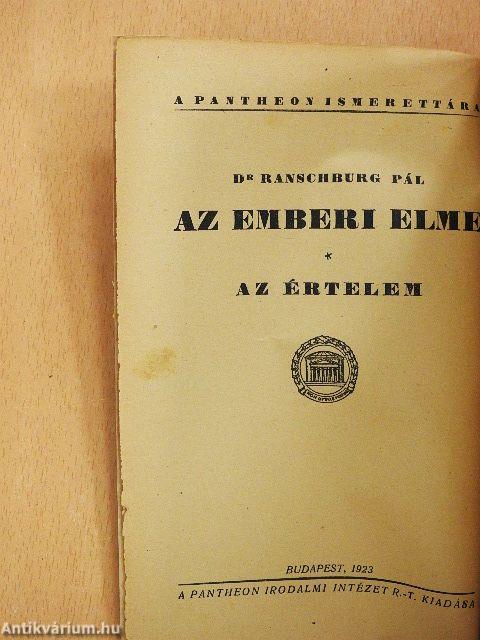 A PANTHEON ISMERETTÁRA
DR RANSCHBURG PÁL
AZ EMBERI ELME
*
AZ ÉRTELEM
BUDAPEST, 1923
A PANTHEON IRODALMI INTÉZET R.-T. KIADÁSA
Antikvárium.hu